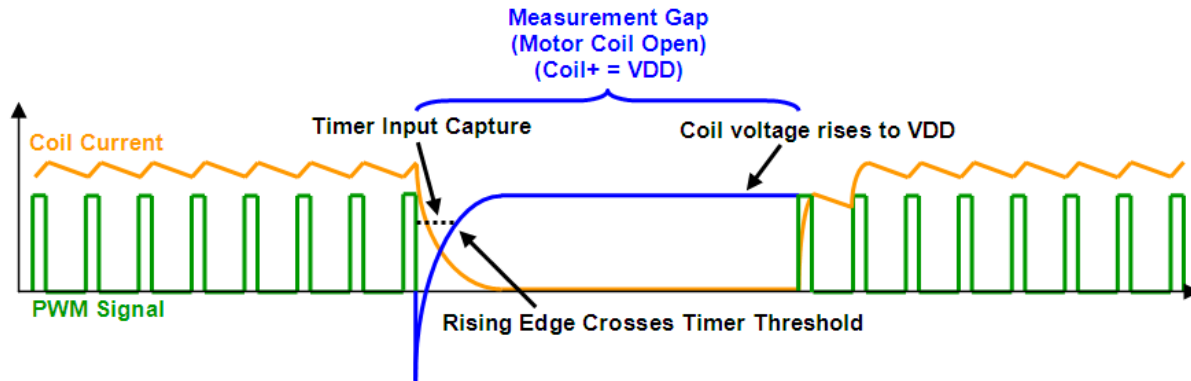 Measurement Gap
(Motor Coil Open)
(Coil+ = VDD)
Timer Input Capture
Coil voltage rises to VDD
Coil Current
PWM Signal
Rising Edge Crosses Timer Threshold